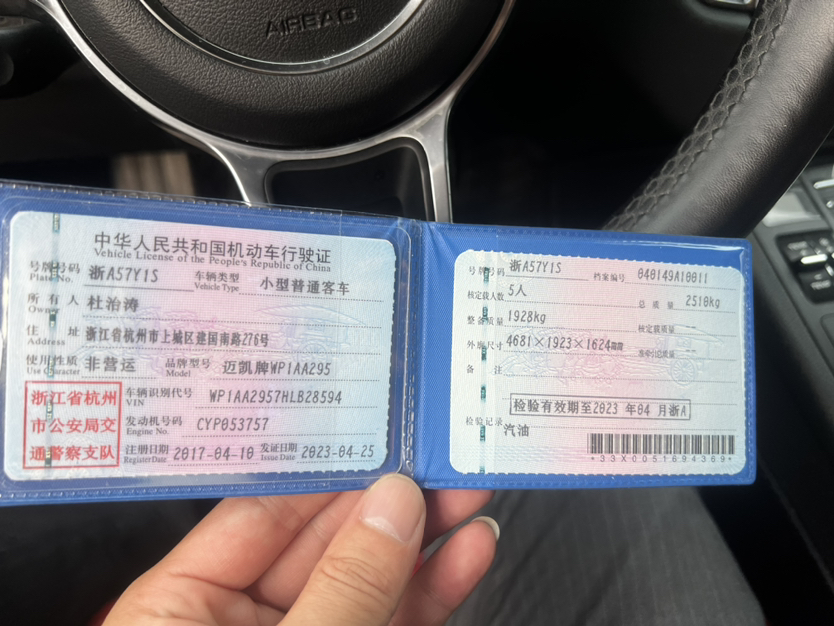 AIRBAG
中华人民共和国机动车行驶证
Vehicle License of the People's Republic of China
号牌号码 浙A57Y1S 车辆类型 小型普通客车
Plate No. Vehicle Type
所有人 杜治涛
Owner
住址 浙江省杭州市上城区建国南路276号
Address
使用性质 非营运 品牌型号 迈凯牌WP1AA295
Use Character Model
浙江省杭州
市公安局交
通警察支队
车辆识别代号 WP1AA2957HLB28594
VIN
发动机号码 CYP053757
Engine No.
注册日期 2017-04-10 发证日期 2023-04-25
Register Date Issue Date
号牌号码 浙A57Y1S 档案编号 040149A10011
核定载人数 5人 总质量 2510kg
整备质量 1928kg 核定载质量 --
外廓尺寸 4681×1923×1624 --
备注
检验有效期至2023年04月浙A
检验记录
汽油
*33X0051694369*